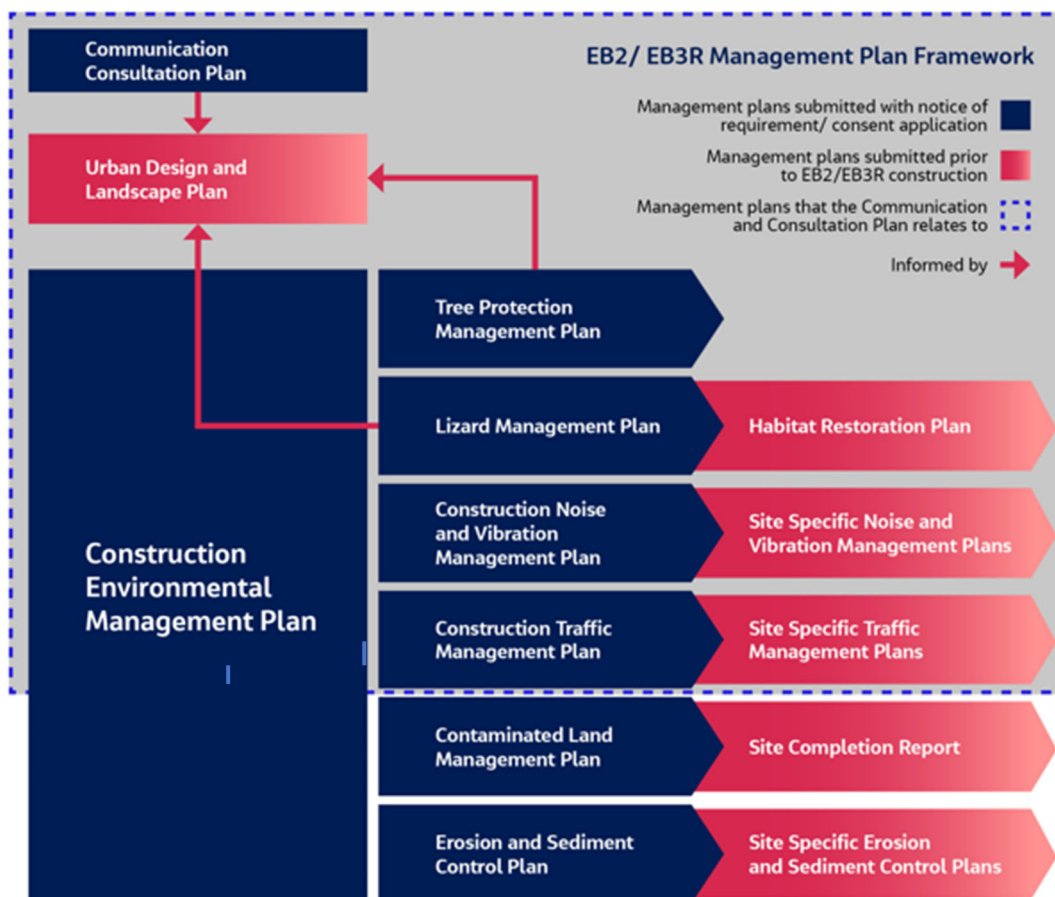 Communication
Consultation Plan
EB2/ EB3R Management Plan Framework
Management plans submitted with notice of
requirement/ consent application
Management plans submitted prior
to EB2/EB3R construction
Management plans that the Communication
and Consultation Plan relates to
Informed by
Urban Design and
Landscape Plan
Construction
Environmental
Management Plan
Tree Protection
Management Plan
Lizard Management Plan
Habitat Restoration Plan
Construction Noise
and Vibration
Management Plan
Site Specific Noise and
Vibration Management Plans
Construction Traffic
Management Plan
Site Specific Traffic
Management Plans
Contaminated Land
Management Plan
Site Completion Report
Erosion and Sediment
Control Plan
Site Specific Erosion
and Sediment Control Plans